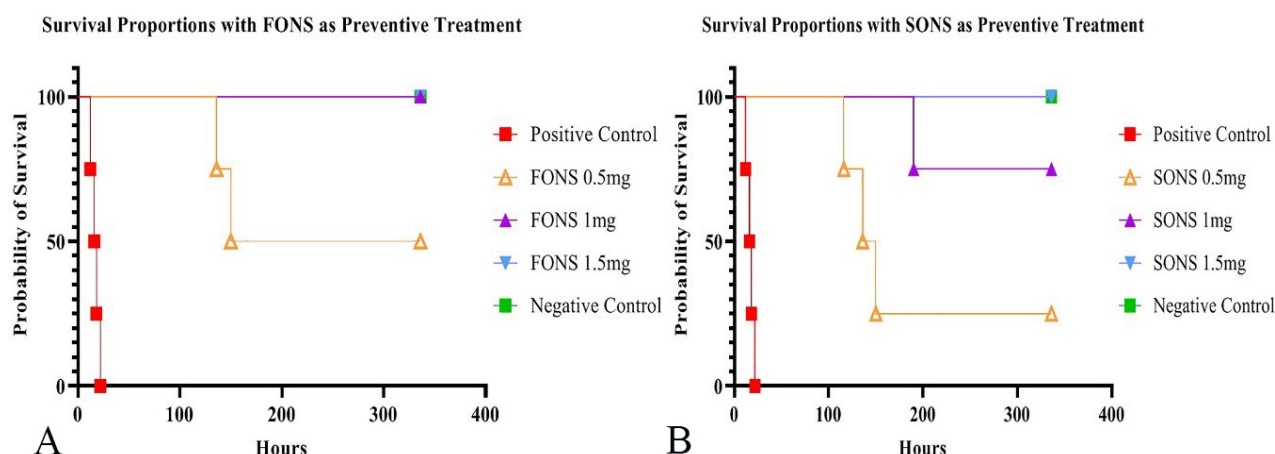 Survival Proportions with FONS as Preventive Treatment
Probability of Survival
100
50
0
0
100
200
300
400
Hours
Positive Control
FONS 0.5mg
FONS 1mg
FONS 1.5mg
Negative Control
A
Survival Proportions with SONS as Preventive Treatment
Probability of Survival
100
50
0
0
100
200
300
400
Hours
Positive Control
SONS 0.5mg
SONS 1mg
SONS 1.5mg
Negative Control
B